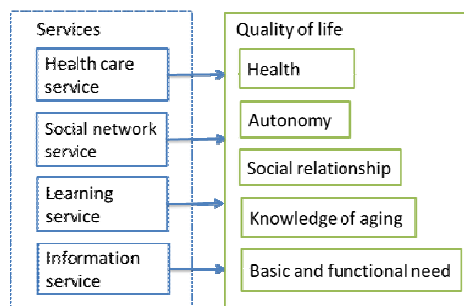 Services
Health care
service
Social network
service
Learning
service
Information
service
Quality of life
Health
Autonomy
Social relationship
Knowledge of aging
Basic and functional need